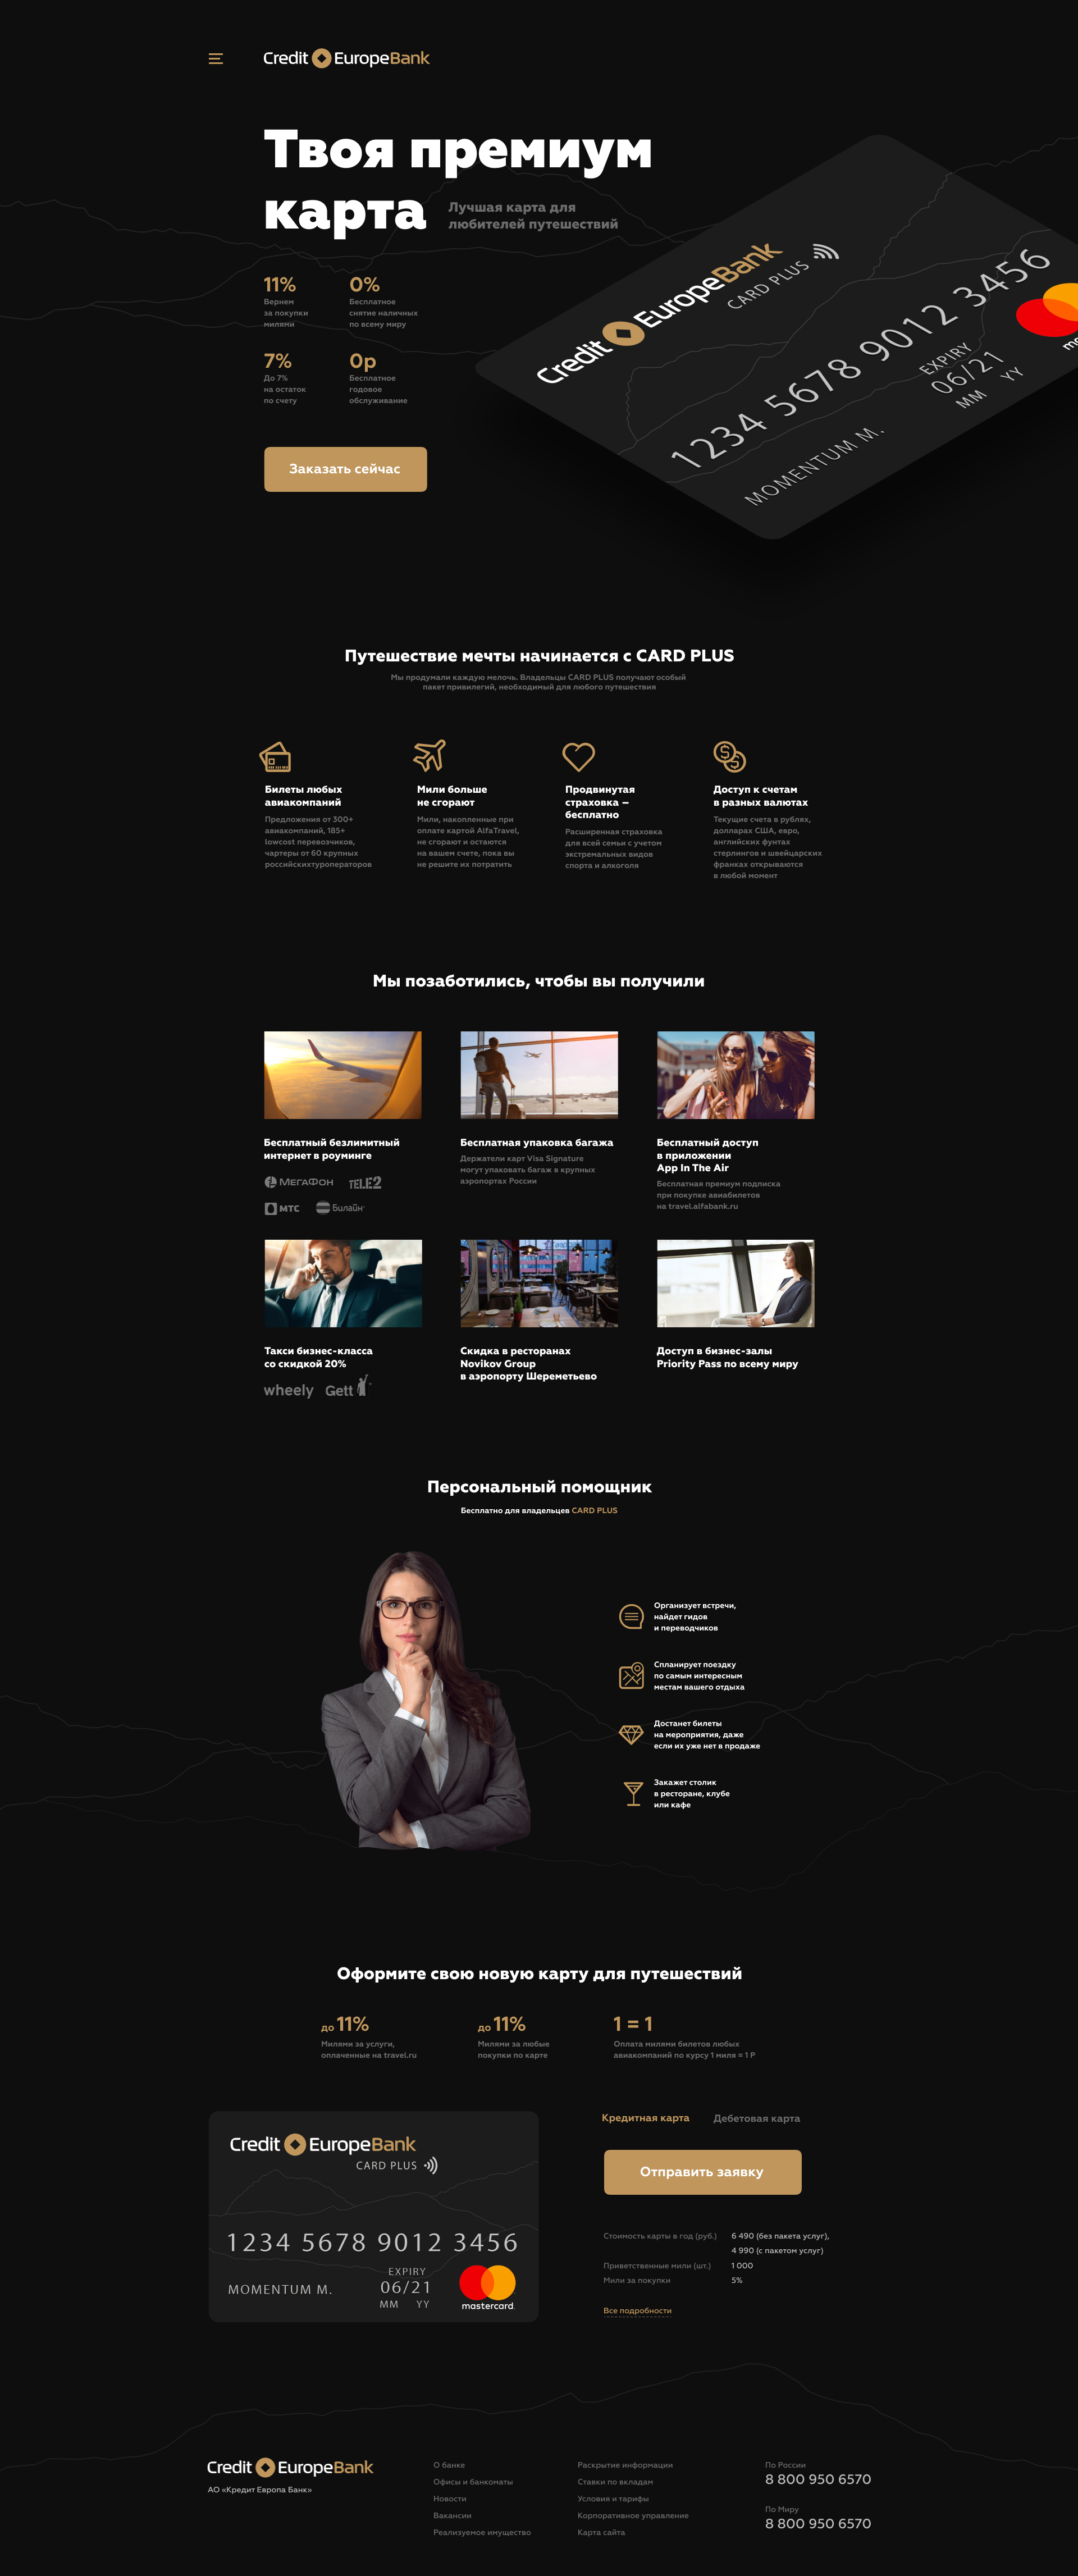 Credit EuropeBank
Твоя премиум
карта
Лучшая карта для
любителей путешествий
11%
Вернем
за покупки
милями
0%
Бесплатное
снятие наличных
по всему миру
7%
До 7%
на остаток
по счету
0р
Бесплатное
годовое
обслуживание
Заказать сейчас
Credit EuropeBank
CARD PLUS
1234 5678 9012 3456
EXPIRY
06/21
MM YY
MOMENTUM M.
Путешествие мечты начинается с CARD PLUS
Мы продумали каждую мелочь. Владельцы CARD PLUS получают особый
пакет привилегий, необходимый для любого путешествия
Билеты любых
авиакомпаний
Предложения от 300+
авиакомпаний, 185+
lowcost перевозчиков,
чартеры от 60 крупных
российскихтуроператоров
Мили больше
не сгорают
Мили, накопленные при
оплате картой AlfaTravel,
не сгорают и остаются
на вашем счете, пока вы
не решите их потратить
Продвинутая
страховка –
бесплатно
Расширенная страховка
для всей семьи с учетом
экстремальных видов
спорта и алкоголя
Доступ к счетам
в разных валютах
Текущие счета в рублях,
долларах США, евро,
английских фунтах
стерлингов и швейцарских
франках открываются
в любой момент
Мы позаботились, чтобы вы получили
Бесплатный безлимитный
интернет в роуминге
МЕГАФОН TELE2
МТС Билайн
Бесплатная упаковка багажа
Держатели карт Visa Signature
могут упаковать багаж в крупных
аэропортах России
Бесплатный доступ
в приложении
App In The Air
Бесплатная премиум подписка
при покупке авиабилетов
на travel.alfabank.ru
Такси бизнес-класса
со скидкой 20%
wheely Gett
Скидка в ресторанах
Novikov Group
в аэропорту Шереметьево
Доступ в бизнес-залы
Priority Pass по всему миру
Персональный помощник
Бесплатно для владельцев CARD PLUS
Организует встречи,
найдет гидов
и переводчиков
Спланирует поездку
по самым интересным
местам вашего отдыха
Достанет билеты
на мероприятия, даже
если их уже нет в продаже
Закажет столик
в ресторане, клубе
или кафе
Оформите свою новую карту для путешествий
до 11%
Милями за услуги,
оплаченные на travel.ru
до 11%
Милями за любые
покупки по карте
1 = 1
Оплата милями билетов любых
авиакомпаний по курсу 1 миля = 1 Р
Credit EuropeBank
CARD PLUS
1234 5678 9012 3456
EXPIRY
MOMENTUM M. 06/21
MM YY
mastercard.
Кредитная карта Дебетовая карта
Отправить заявку
Стоимость карты в год (руб.) 6 490 (без пакета услуг),
4 990 (с пакетом услуг)
Приветственные мили (шт.) 1 000
Мили за покупки 5%
Все подробности
Credit EuropeBank
АО «Кредит Европа Банк»
О банке
Офисы и банкоматы
Новости
Вакансии
Реализуемое имущество
Раскрытие информации
Ставки по вкладам
Условия и тарифы
Корпоративное управление
Карта сайта
По России
8 800 950 6570
По Миру
8 800 950 6570